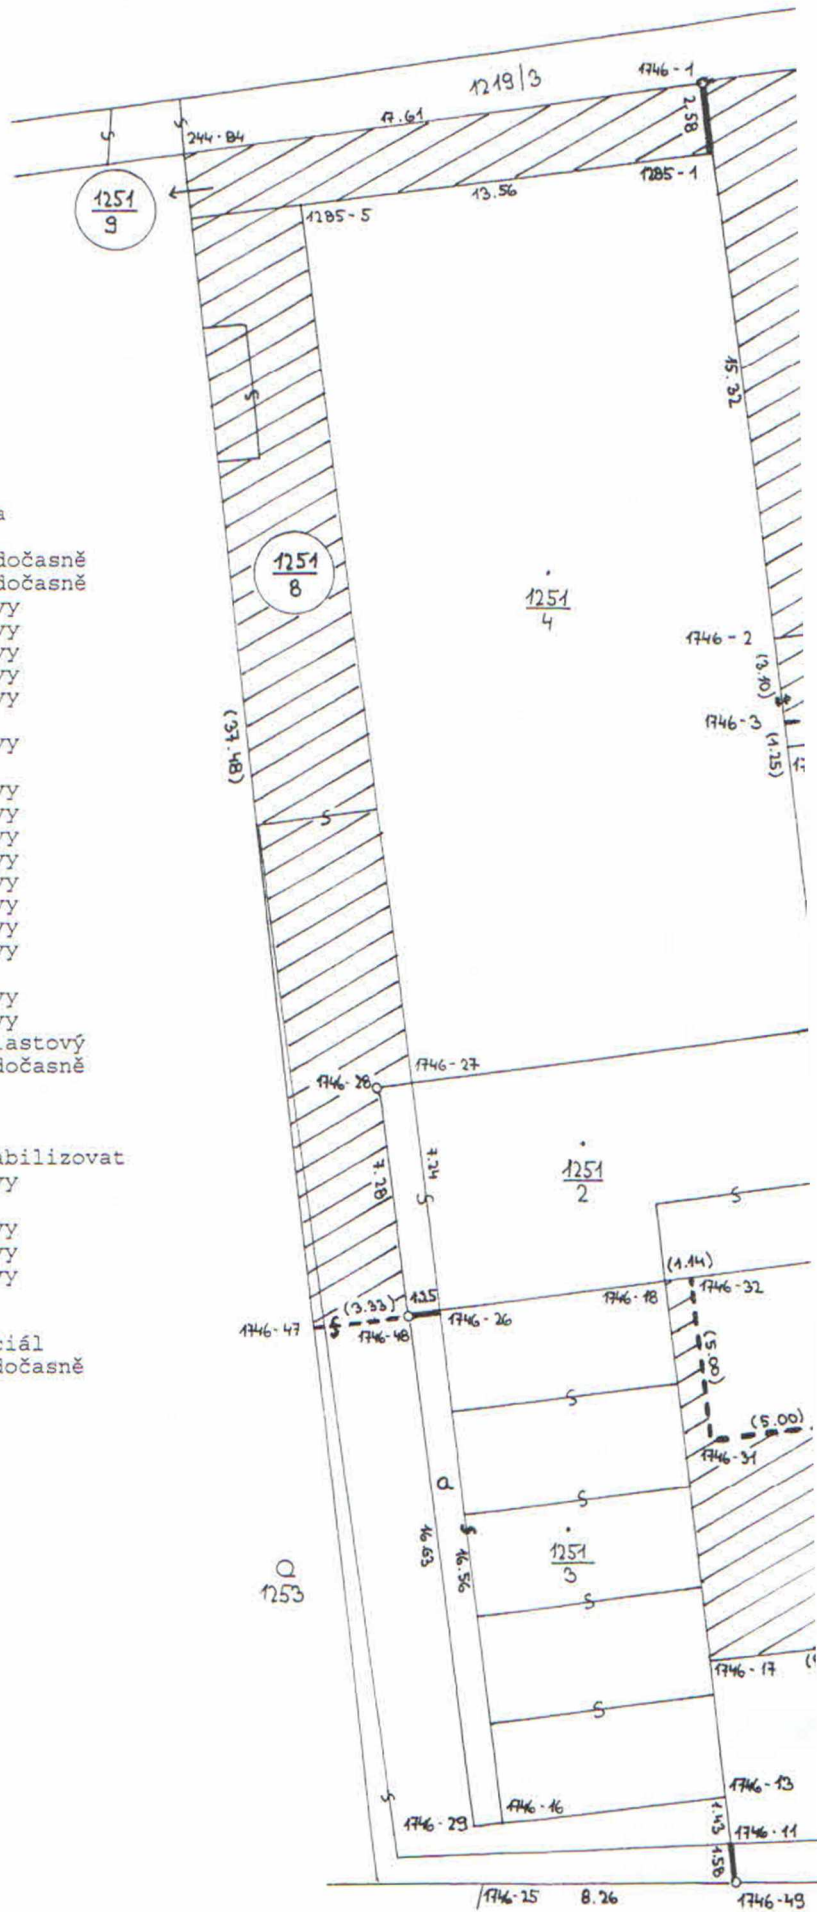 1219/3
1746-1
17.61
2.58
244-84
1251
9
1285-1
13.56
1285-5
15.32
a
dočasně
1251
8
dočasně
1251
4
vy
vy
1746-2
vy
(3.10)
vy
vy
1746-3
(37.48)
(1.25)
vy
vy
vy
vy
vy
vy
vy
vy
vy
vy
vy
lastový
1746-27
dočasně
1746-28
7.28
7.24
abilizovat
1251
2
vy
vy
vy
(1.14)
vy
1746-18
1746-32
(3.33)
1.25
1746-47
1746-48
1746-26
ciál
(5.00)
dočasně
(5.00)
1746-31
16.63
16.56
1251
3
1253
1746-17
1746-13
1746-29
1746-16
1.43
1746-11
1.58
1746-25
8.26
1746-49